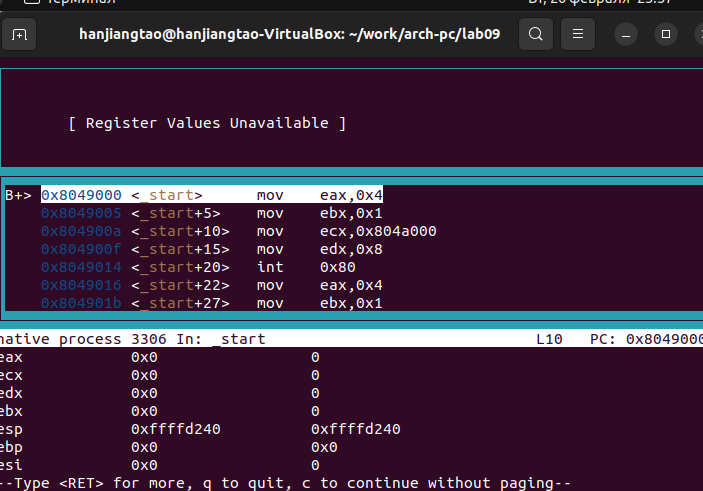 Терминал Вт, 20 февраля 23:37
hanjiangtao@hanjiangtao-VirtualBox: ~/work/arch-pc/lab09
[ Register Values Unavailable ]
B+> 0x8049000 <_start> mov eax,0x4
0x8049005 <_start+5> mov ebx,0x1
0x804900a <_start+10> mov ecx,0x804a000
0x804900f <_start+15> mov edx,0x8
0x8049014 <_start+20> int 0x80
0x8049016 <_start+22> mov eax,0x4
0x804901b <_start+27> mov ebx,0x1
native process 3306 In: _start L10 PC: 0x8049000
eax 0x0 0
ecx 0x0 0
edx 0x0 0
ebx 0x0 0
esp 0xffffd240 0xffffd240
ebp 0x0 0x0
esi 0x0 0
--Type <RET> for more, q to quit, c to continue without paging--